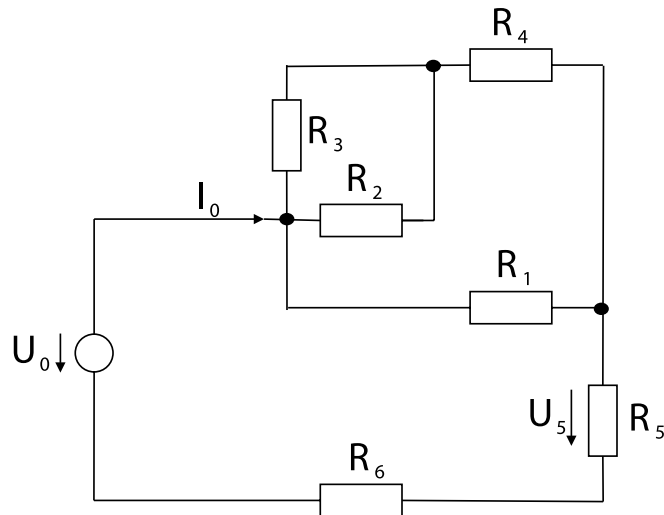 R₄
R₃
R₂
I₀
R₁
U₀
U₅
R₅
R₆